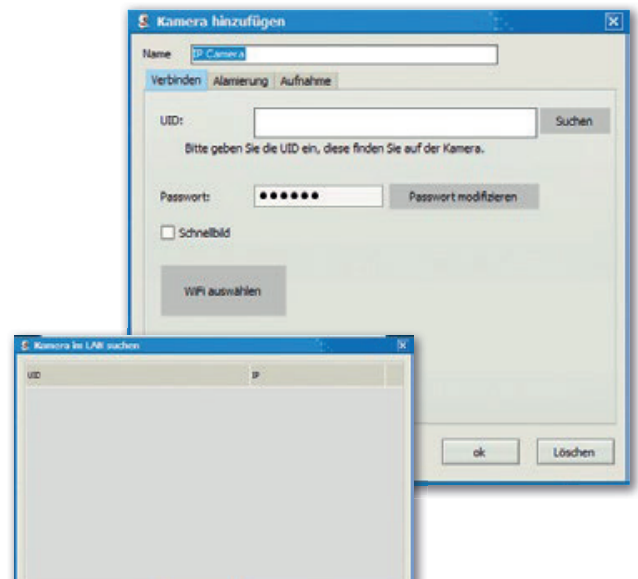 Kamera hinzufügen
Name IP Camera
Verbinden Alamierung Aufnahme
UID: Suchen
Bitte geben Sie die UID ein, diese finden Sie auf der Kamera.
Passwort: ●●●●●● Passwort modifizieren
Schnellbild
WiFi auswählen
Kamera im LAN suchen
UID IP
ok Löschen